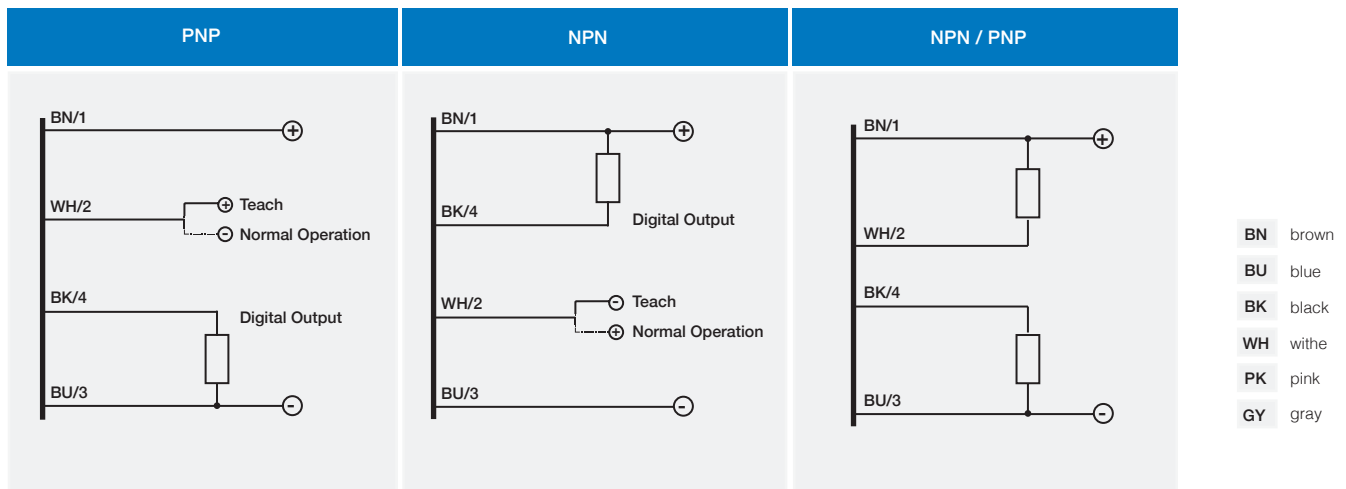 PNP
BN/1
+
WH/2
+ Teach
- Normal Operation
BK/4
Digital Output
BU/3
-
NPN
BN/1
+
BK/4
Digital Output
WH/2
- Teach
+ Normal Operation
BU/3
-
NPN / PNP
BN/1
+
WH/2
BK/4
BU/3
-
BN brown
BU blue
BK black
WH withe
PK pink
GY gray